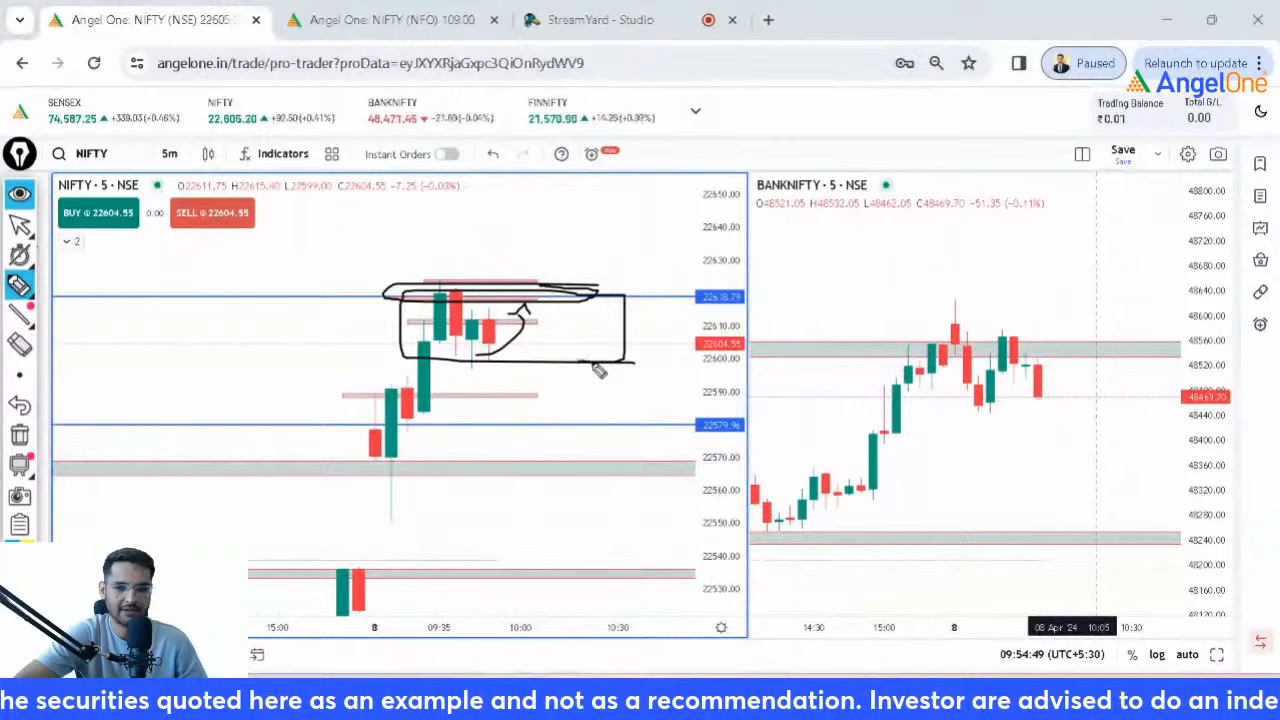 Angel One: NIFTY (NSE) 22605
Angel One: NIFTY (NFO) 109.00
StreamYard - Studio
angelone.in/trade/pro-trader?proData=eyJXYXRjaGxpc3QiOnRydWV9
Paused
Relaunch to update
AngelOne
SENSEX
74,587.25 +339.03 (+0.46%)
NIFTY
22,606.20 +92.50 (+0.41%)
BANKNIFTY
48,471.45 -21.60 (-0.04%)
FINNIFTY
21,570.90
Trading Balance
₹0.01
Total G/L
0.00
NIFTY
5m
Indicators
Instant Orders
Save
Save
NIFTY · 5 · NSE
O22611.75 H22615.40 L22599.00 C22604.55 -7.25 (-0.03%)
BUY @ 22604.55
0.00
SELL @ 22604.55
2
22650.00
22640.00
22630.00
22618.79
22610.00
22604.55
22600.00
22590.00
22579.96
22570.00
22560.00
22550.00
22540.00
22530.00
15:00
8
09:35
10:00
10:30
BANKNIFTY · 5 · NSE
O48521.05 H48532.05 L48462.05 C48469.70 -51.35 (-0.11%)
48800.00
48760.00
48720.00
48680.00
48640.00
48600.00
48560.00
48520.00
48469.70
48440.00
48400.00
48360.00
48320.00
48280.00
48240.00
48200.00
48160.00
48120.00
14:30
15:00
8
08 Apr '24 10:05
10:30
09:54:49 (UTC+5:30)
%
log
auto
he securities quoted here as an example and not as a recommendation. Investor are advised to do an inde